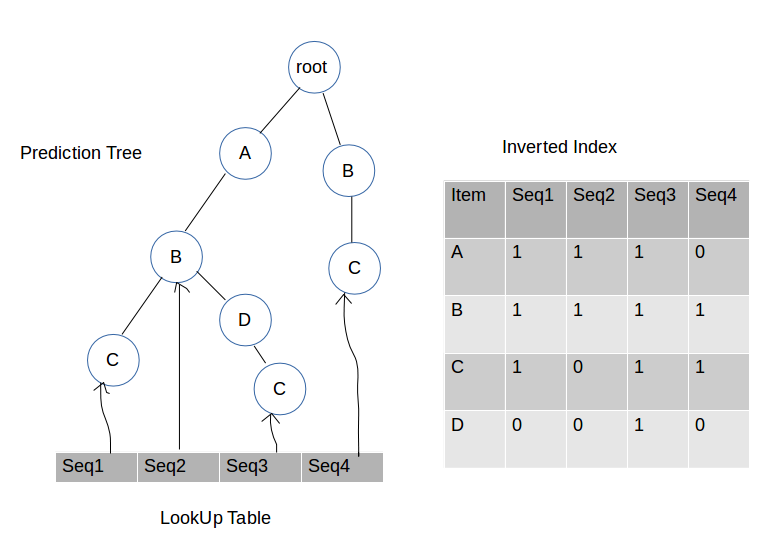 root
Prediction Tree
A
B
B
C
D
C
C
Seq1 Seq2 Seq3 Seq4
LookUp Table
Inverted Index
Item Seq1 Seq2 Seq3 Seq4
A 1 1 1 0
B 1 1 1 1
C 1 0 1 1
D 0 0 1 0